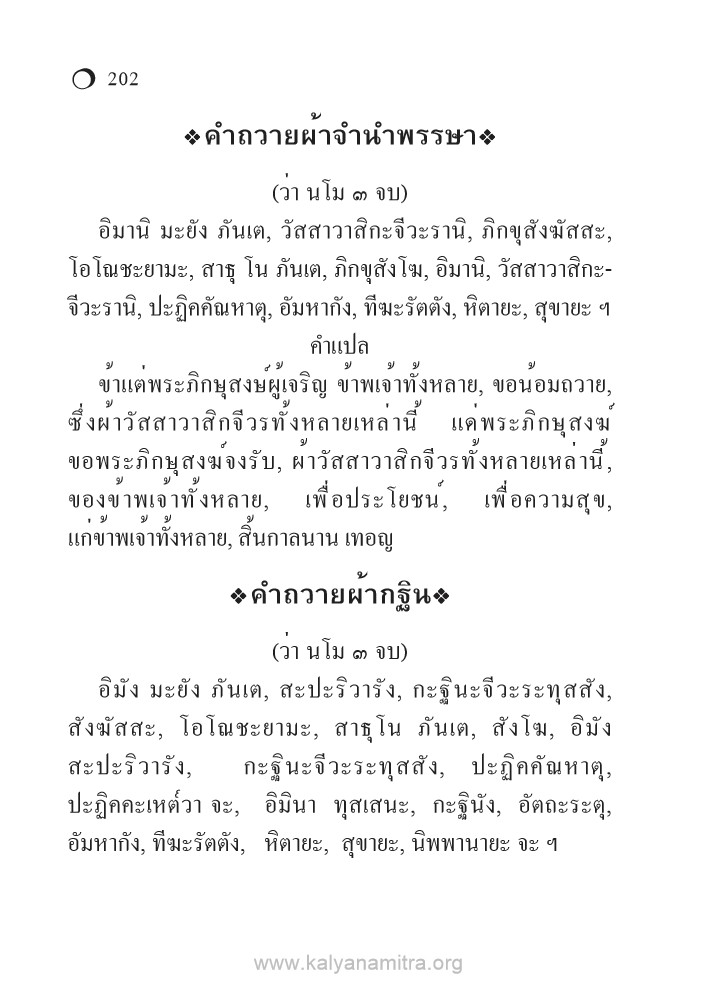 ❍ 202
❖คำถวายผ้าจำนำพรรษา❖
(ว่า นโม ๓ จบ)
อิมานิ มะยัง ภันเต, วัสสาวาสิกะจีวะรานิ, ภิกขุสังฆัสสะ,
โอโณชะยามะ, สาธุ โน ภันเต, ภิกขุสังโฆ, อิมานิ, วัสสาวาสิกะ-
จีวะรานิ, ปะฏิคคัณหาตุ, อัมหากัง, ทีฆะรัตตัง, หิตายะ, สุขายะ ฯ
คำแปล
ข้าแต่พระภิกษุสงฆ์ผู้เจริญ ข้าพเจ้าทั้งหลาย, ขอน้อมถวาย,
ซึ่งผ้าวัสสาวาสิกจีวรทั้งหลายเหล่านี้ แด่พระภิกษุสงฆ์
ขอพระภิกษุสงฆ์จงรับ, ผ้าวัสสาวาสิกจีวรทั้งหลายเหล่านี้,
ของข้าพเจ้าทั้งหลาย, เพื่อประโยชน์, เพื่อความสุข,
แก่ข้าพเจ้าทั้งหลาย, สิ้นกาลนาน เทอญ
❖คำถวายผ้ากฐิน❖
(ว่า นโม ๓ จบ)
อิมัง มะยัง ภันเต, สะปะริวารัง, กะฐินะจีวะระทุสสัง,
สังฆัสสะ, โอโณชะยามะ, สาธุโน ภันเต, สังโฆ, อิมัง
สะปะริวารัง, กะฐินะจีวะระทุสสัง, ปะฏิคคัณหาตุ,
ปะฏิคคะเหต์วา จะ, อิมินา ทุสเสนะ, กะฐินัง, อัตถะระตุ,
อัมหากัง, ทีฆะรัตตัง, หิตายะ, สุขายะ, นิพพานายะ จะ ฯ
www.kalyanamitra.org